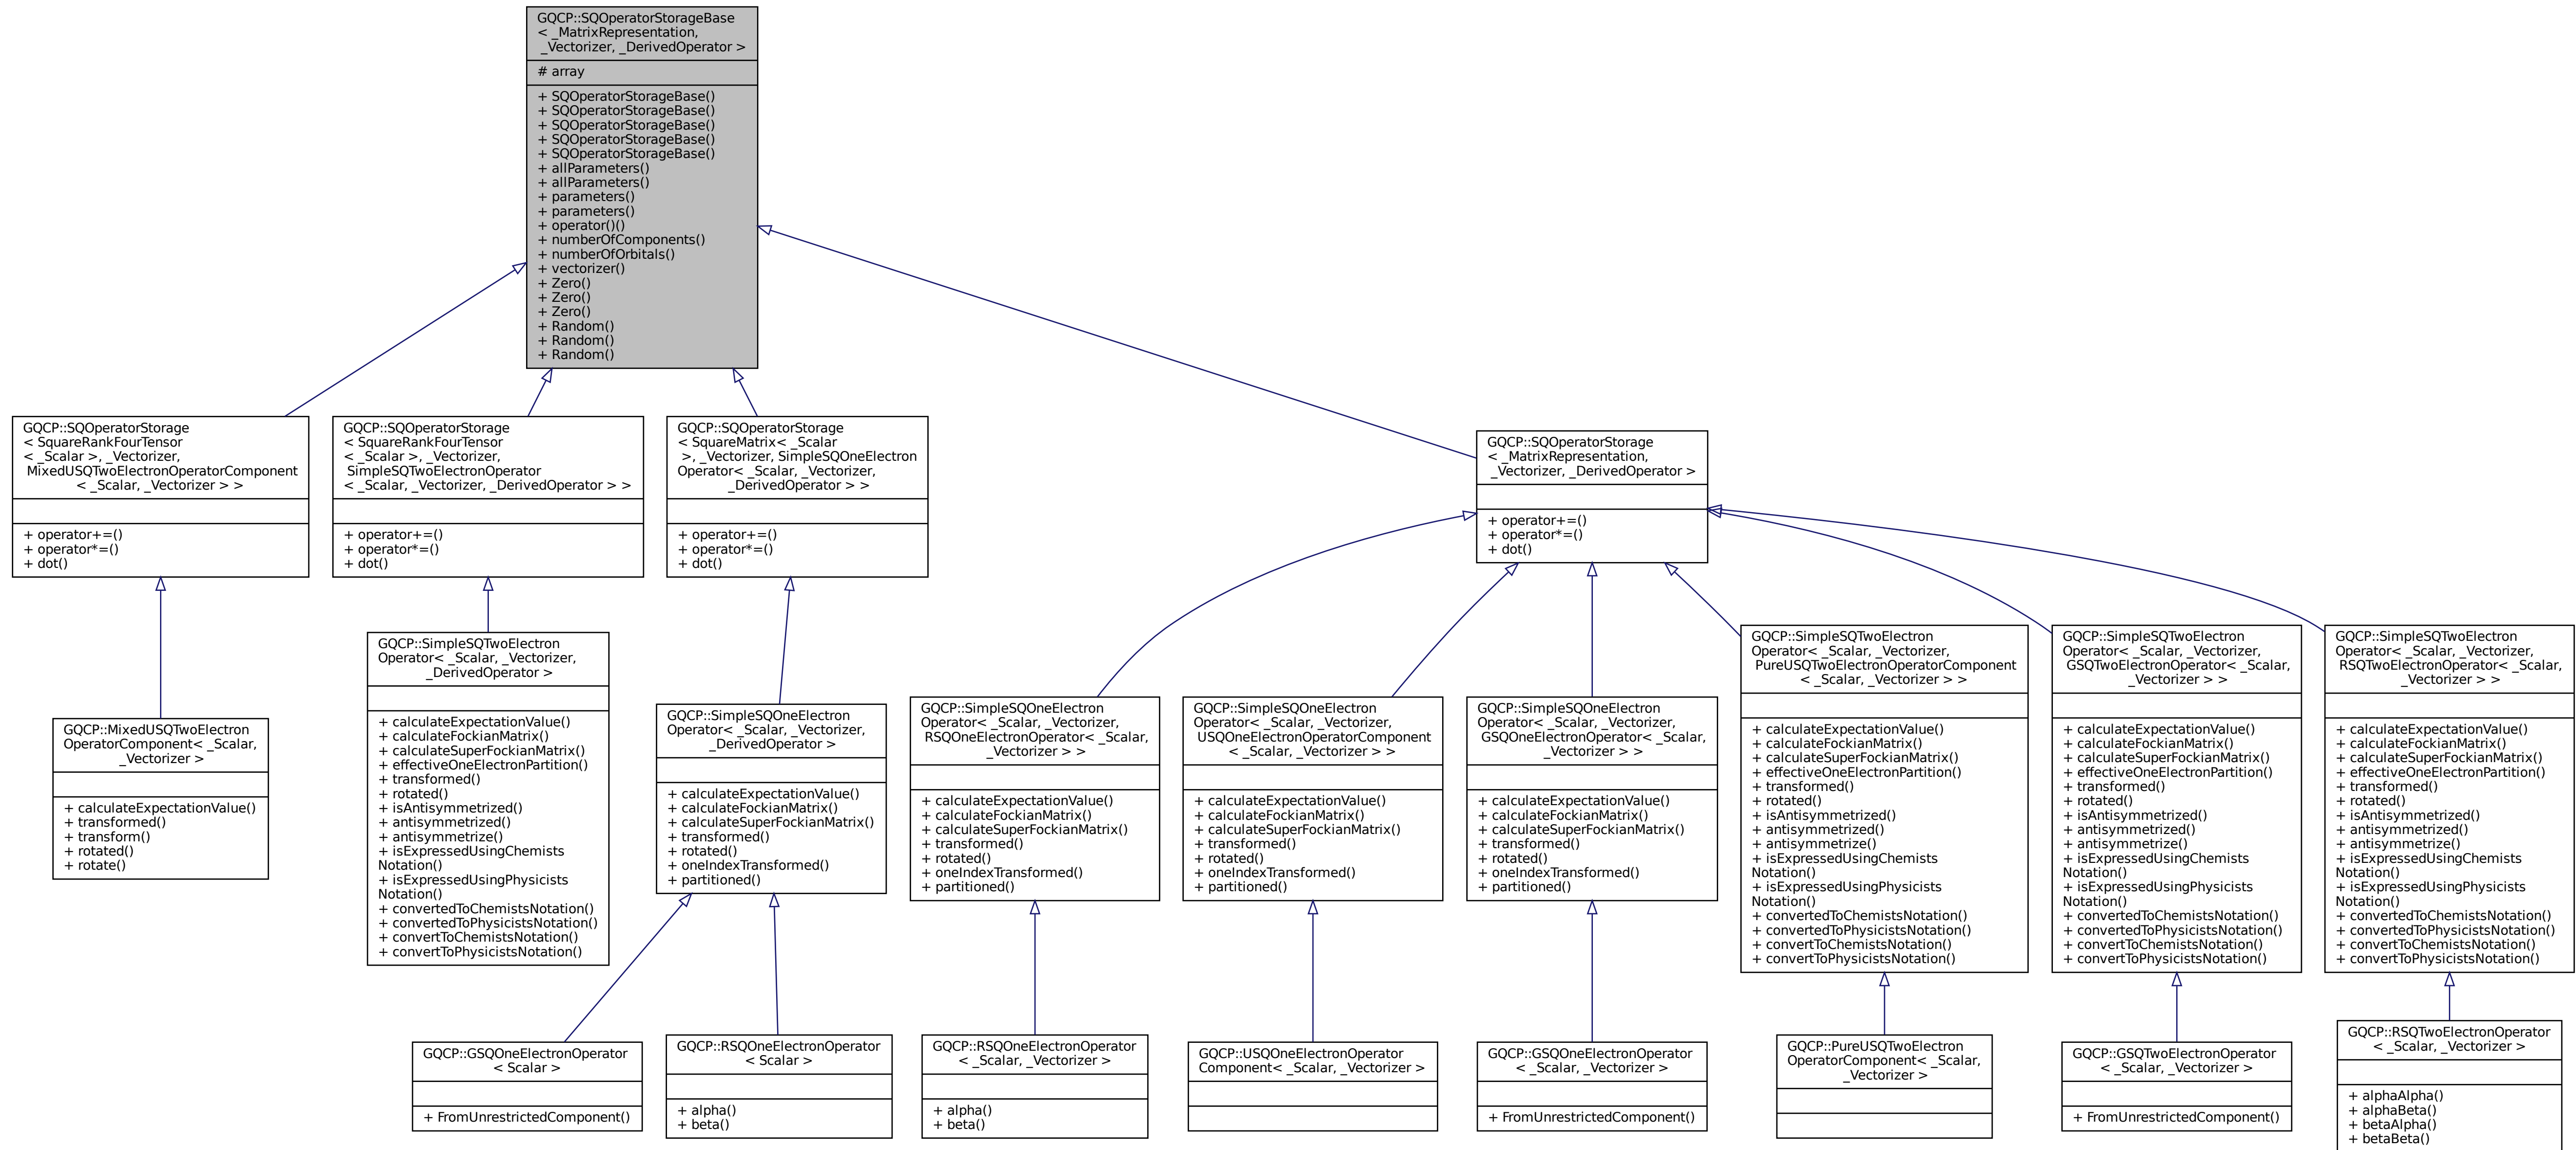 GQCP::SQOperatorStorageBase
< _MatrixRepresentation,
_Vectorizer, _DerivedOperator >
# array
+ SQOperatorStorageBase()
+ SQOperatorStorageBase()
+ SQOperatorStorageBase()
+ SQOperatorStorageBase()
+ SQOperatorStorageBase()
+ allParameters()
+ allParameters()
+ parameters()
+ parameters()
+ operator()()
+ numberOfComponents()
+ numberOfOrbitals()
+ vectorizer()
+ Zero()
+ Zero()
+ Zero()
+ Random()
+ Random()
+ Random()
GQCP::SQOperatorStorage
< SquareRankFourTensor
< _Scalar >, _Vectorizer,
MixedUSQTwoElectronOperatorComponent
< _Scalar, _Vectorizer > >
+ operator+=()
+ operator*=()
+ dot()
GQCP::SQOperatorStorage
< SquareRankFourTensor
< _Scalar >, _Vectorizer,
SimpleSQTwoElectronOperator
< _Scalar, _Vectorizer, _DerivedOperator > >
+ operator+=()
+ operator*=()
+ dot()
GQCP::SQOperatorStorage
< SquareMatrix< _Scalar
>, _Vectorizer, SimpleSQOneElectron
Operator< _Scalar, _Vectorizer,
_DerivedOperator > >
+ operator+=()
+ operator*=()
+ dot()
GQCP::SQOperatorStorage
< _MatrixRepresentation,
_Vectorizer, _DerivedOperator >
+ operator+=()
+ operator*=()
+ dot()
GQCP::MixedUSQTwoElectron
OperatorComponent< _Scalar,
_Vectorizer >
+ calculateExpectationValue()
+ transformed()
+ transform()
+ rotated()
+ rotate()
GQCP::SimpleSQTwoElectron
Operator< _Scalar, _Vectorizer,
_DerivedOperator >
+ calculateExpectationValue()
+ calculateFockianMatrix()
+ calculateSuperFockianMatrix()
+ effectiveOneElectronPartition()
+ transformed()
+ rotated()
+ isAntisymmetrized()
+ antisymmetrized()
+ antisymmetrize()
+ isExpressedUsingChemists
Notation()
+ isExpressedUsingPhysicists
Notation()
+ convertedToChemistsNotation()
+ convertedToPhysicistsNotation()
+ convertToChemistsNotation()
+ convertToPhysicistsNotation()
GQCP::SimpleSQOneElectron
Operator< _Scalar, _Vectorizer,
_DerivedOperator >
+ calculateExpectationValue()
+ calculateFockianMatrix()
+ calculateSuperFockianMatrix()
+ transformed()
+ rotated()
+ oneIndexTransformed()
+ partitioned()
GQCP::SimpleSQOneElectron
Operator< _Scalar, _Vectorizer,
RSQOneElectronOperator< _Scalar,
_Vectorizer > >
+ calculateExpectationValue()
+ calculateFockianMatrix()
+ calculateSuperFockianMatrix()
+ transformed()
+ rotated()
+ oneIndexTransformed()
+ partitioned()
GQCP::SimpleSQOneElectron
Operator< _Scalar, _Vectorizer,
USQOneElectronOperatorComponent
< _Scalar, _Vectorizer > >
+ calculateExpectationValue()
+ calculateFockianMatrix()
+ calculateSuperFockianMatrix()
+ transformed()
+ rotated()
+ oneIndexTransformed()
+ partitioned()
GQCP::SimpleSQOneElectron
Operator< _Scalar, _Vectorizer,
GSQOneElectronOperator< _Scalar,
_Vectorizer > >
+ calculateExpectationValue()
+ calculateFockianMatrix()
+ calculateSuperFockianMatrix()
+ transformed()
+ rotated()
+ oneIndexTransformed()
+ partitioned()
GQCP::SimpleSQTwoElectron
Operator< _Scalar, _Vectorizer,
PureUSQTwoElectronOperatorComponent
< _Scalar, _Vectorizer > >
+ calculateExpectationValue()
+ calculateFockianMatrix()
+ calculateSuperFockianMatrix()
+ effectiveOneElectronPartition()
+ transformed()
+ rotated()
+ isAntisymmetrized()
+ antisymmetrized()
+ antisymmetrize()
+ isExpressedUsingChemists
Notation()
+ isExpressedUsingPhysicists
Notation()
+ convertedToChemistsNotation()
+ convertedToPhysicistsNotation()
+ convertToChemistsNotation()
+ convertToPhysicistsNotation()
GQCP::SimpleSQTwoElectron
Operator< _Scalar, _Vectorizer,
GSQTwoElectronOperator< _Scalar,
_Vectorizer > >
+ calculateExpectationValue()
+ calculateFockianMatrix()
+ calculateSuperFockianMatrix()
+ effectiveOneElectronPartition()
+ transformed()
+ rotated()
+ isAntisymmetrized()
+ antisymmetrized()
+ antisymmetrize()
+ isExpressedUsingChemists
Notation()
+ isExpressedUsingPhysicists
Notation()
+ convertedToChemistsNotation()
+ convertedToPhysicistsNotation()
+ convertToChemistsNotation()
+ convertToPhysicistsNotation()
GQCP::SimpleSQTwoElectron
Operator< _Scalar, _Vectorizer,
RSQTwoElectronOperator< _Scalar,
_Vectorizer > >
+ calculateExpectationValue()
+ calculateFockianMatrix()
+ calculateSuperFockianMatrix()
+ effectiveOneElectronPartition()
+ transformed()
+ rotated()
+ isAntisymmetrized()
+ antisymmetrized()
+ antisymmetrize()
+ isExpressedUsingChemists
Notation()
+ isExpressedUsingPhysicists
Notation()
+ convertedToChemistsNotation()
+ convertedToPhysicistsNotation()
+ convertToChemistsNotation()
+ convertToPhysicistsNotation()
GQCP::GSQOneElectronOperator
< Scalar >
+ FromUnrestrictedComponent()
GQCP::RSQOneElectronOperator
< Scalar >
+ alpha()
+ beta()
GQCP::RSQOneElectronOperator
< _Scalar, _Vectorizer >
+ alpha()
+ beta()
GQCP::USQOneElectronOperator
Component< _Scalar, _Vectorizer >
GQCP::GSQOneElectronOperator
< _Scalar, _Vectorizer >
+ FromUnrestrictedComponent()
GQCP::PureUSQTwoElectron
OperatorComponent< _Scalar,
_Vectorizer >
GQCP::GSQTwoElectronOperator
< _Scalar, _Vectorizer >
+ FromUnrestrictedComponent()
GQCP::RSQTwoElectronOperator
< _Scalar, _Vectorizer >
+ alphaAlpha()
+ alphaBeta()
+ betaAlpha()
+ betaBeta()